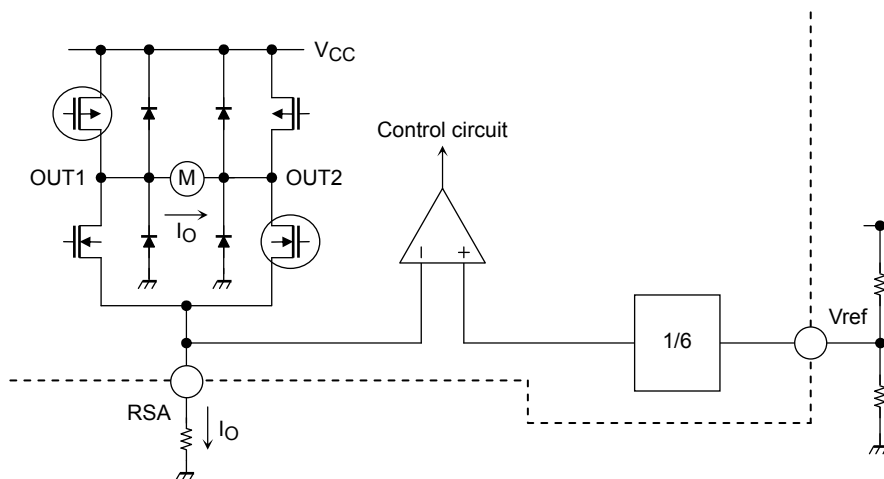 VCC
Control circuit
OUT1
M
OUT2
IO
− +
1/6
Vref
RSA
IO